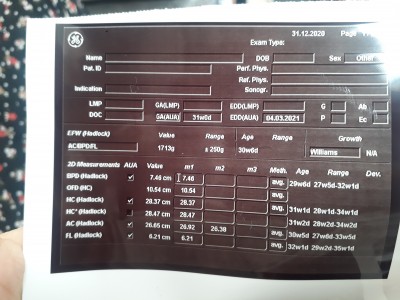 31.12.2020 Page
Exam Type:
Name DOB Sex Other
Pat. ID Perf. Phys.
Ref. Phys.
Indication Sonogr.
LMP GA(LMP) EDD(LMP) G Ab
DOC GA(AUA) 31w0d EDD(AUA) 04.03.2021 P Ec
EFW (Hadlock) Value Range Age Range Growth
AC/BPD/FL 1713g ± 250g 30w6d Williams N/A
2D Measurements AUA Value m1 m2 m3 Meth. Age Range Dev.
BPD (Hadlock) 7.46 cm 7.46 avg. 29w6d 27w5d-32w1d
OFD (HC) 10.54 cm 10.54 avg.
HC (Hadlock) 28.37 cm 28.37 avg. 31w1d 28w1d-34w1d
HC* (Hadlock) 28.47 cm 28.47 31w2d 28w2d-34w2d
AC (Hadlock) 26.65 cm 26.92 26.38 avg. 30w5d 27w6d-33w5d
FL (Hadlock) 6.21 cm 6.21 avg. 32w1d 29w2d-35w1d